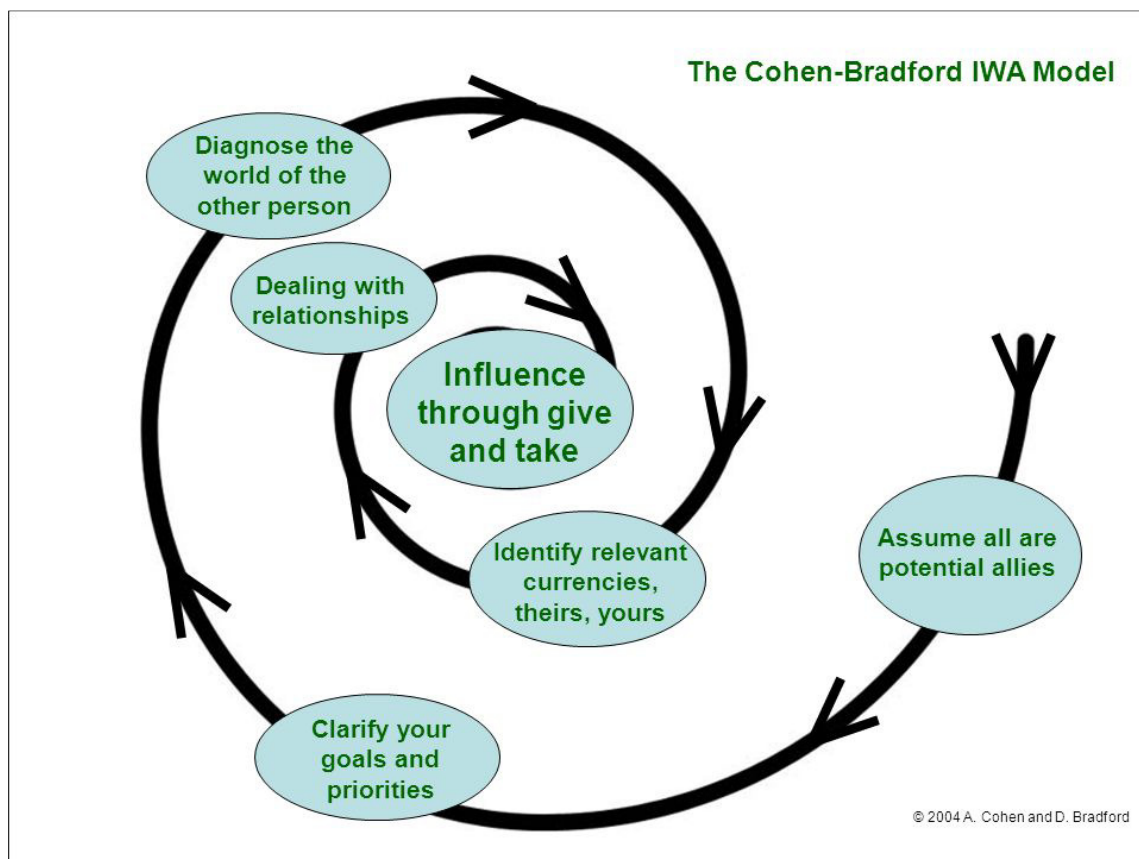 The Cohen-Bradford IWA Model
Diagnose the
world of the
other person
Dealing with
relationships
Influence
through give
and take
Identify relevant
currencies,
theirs, yours
Assume all are
potential allies
Clarify your
goals and
priorities
© 2004 A. Cohen and D. Bradford